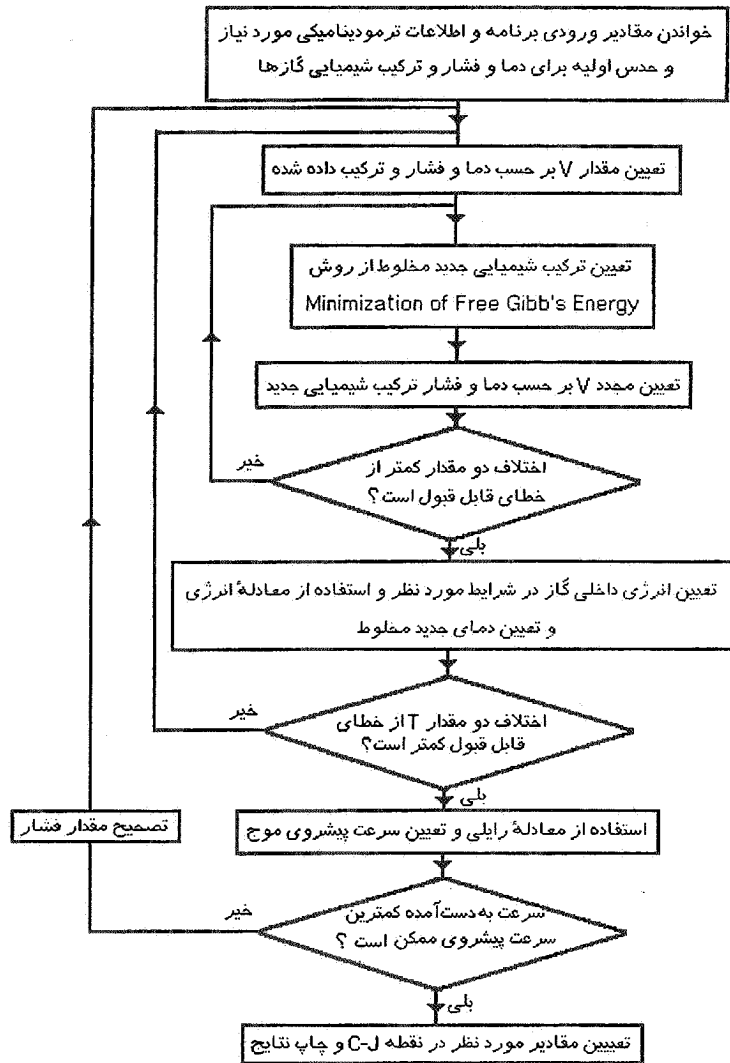 خواندن مقادیر ورودی برنامه و اطلاعات ترمودینامیکی مورد نیاز
و حدس اولیه برای دما و فشار و ترکیب شیمیایی گازها
تعیین مقدار V بر حسب دما و فشار و ترکیب داده شده
تعیین ترکیب شیمیایی جدید مخلوط از روش
Minimization of Free Gibb's Energy
تعیین مجدد V بر حسب دما و فشار ترکیب شیمیایی جدید
اختلاف دو مقدار کمتر از
خطای قابل قبول است؟
خیر
بلی
تعیین انرژی داخلی گاز در شرایط مورد نظر و استفاده از معادلهٔ انرژی
و تعیین دمای جدید مخلوط
اختلاف دو مقدار T از خطای
قابل قبول کمتر است؟
خیر
بلی
تصحیح مقدار فشار
استفاده از معادلهٔ رایلی و تعیین سرعت پیشروی موج
سرعت به‌دست‌آمده کمترین
سرعت پیشروی ممکن است ؟
خیر
بلی
تعییین مقادیر مورد نظر در نقطه C-J و چاپ نتایج